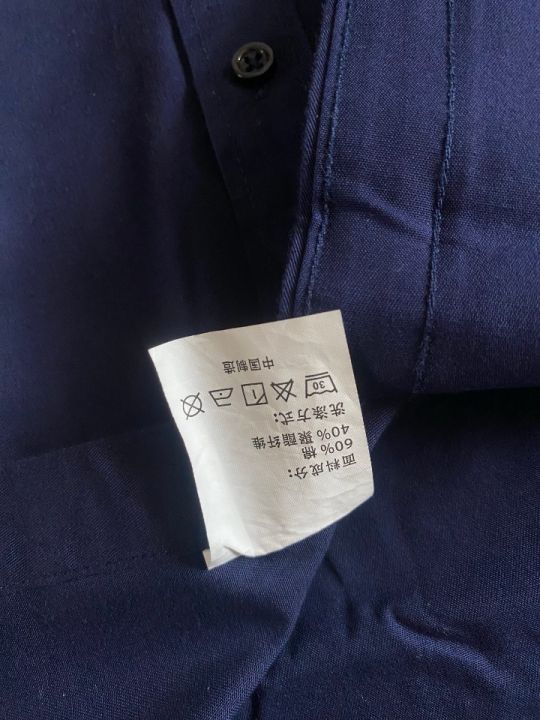 面料成分:
60% 棉
40% 聚酯纤维
洗涤方式:
30
中国制造